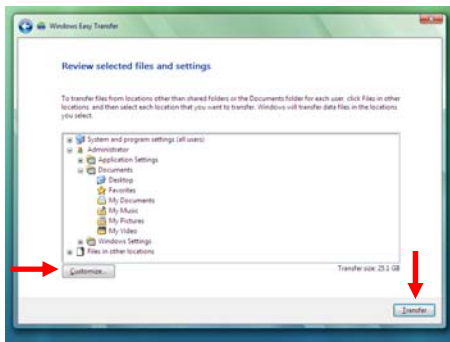 Windows Easy Transfer
Review selected files and settings
To transfer files from locations other then shared folders or the Documents folder for each user, click Files in other
locations and then select each location that you want to transfer. Windows will transfer data files in the locations
you select.
System and program settings (all users)
Administrator
Application Settings
Documents
Desktop
Favorites
My Documents
My Music
My Pictures
My Video
Windows Settings
Files in other locations
Customize...
Transfer size: 25.1 GB
Transfer